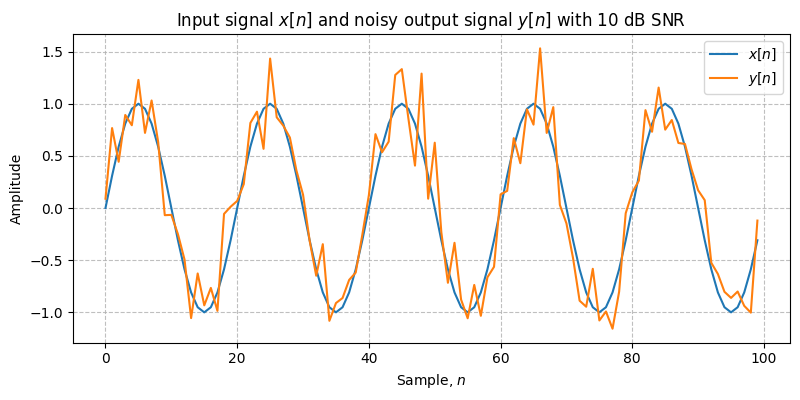 Input signal x[n] and noisy output signal y[n] with 10 dB SNR
x[n]
y[n]
Amplitude
1.5
1.0
0.5
0.0
−0.5
−1.0
0 20 40 60 80 100
Sample, n